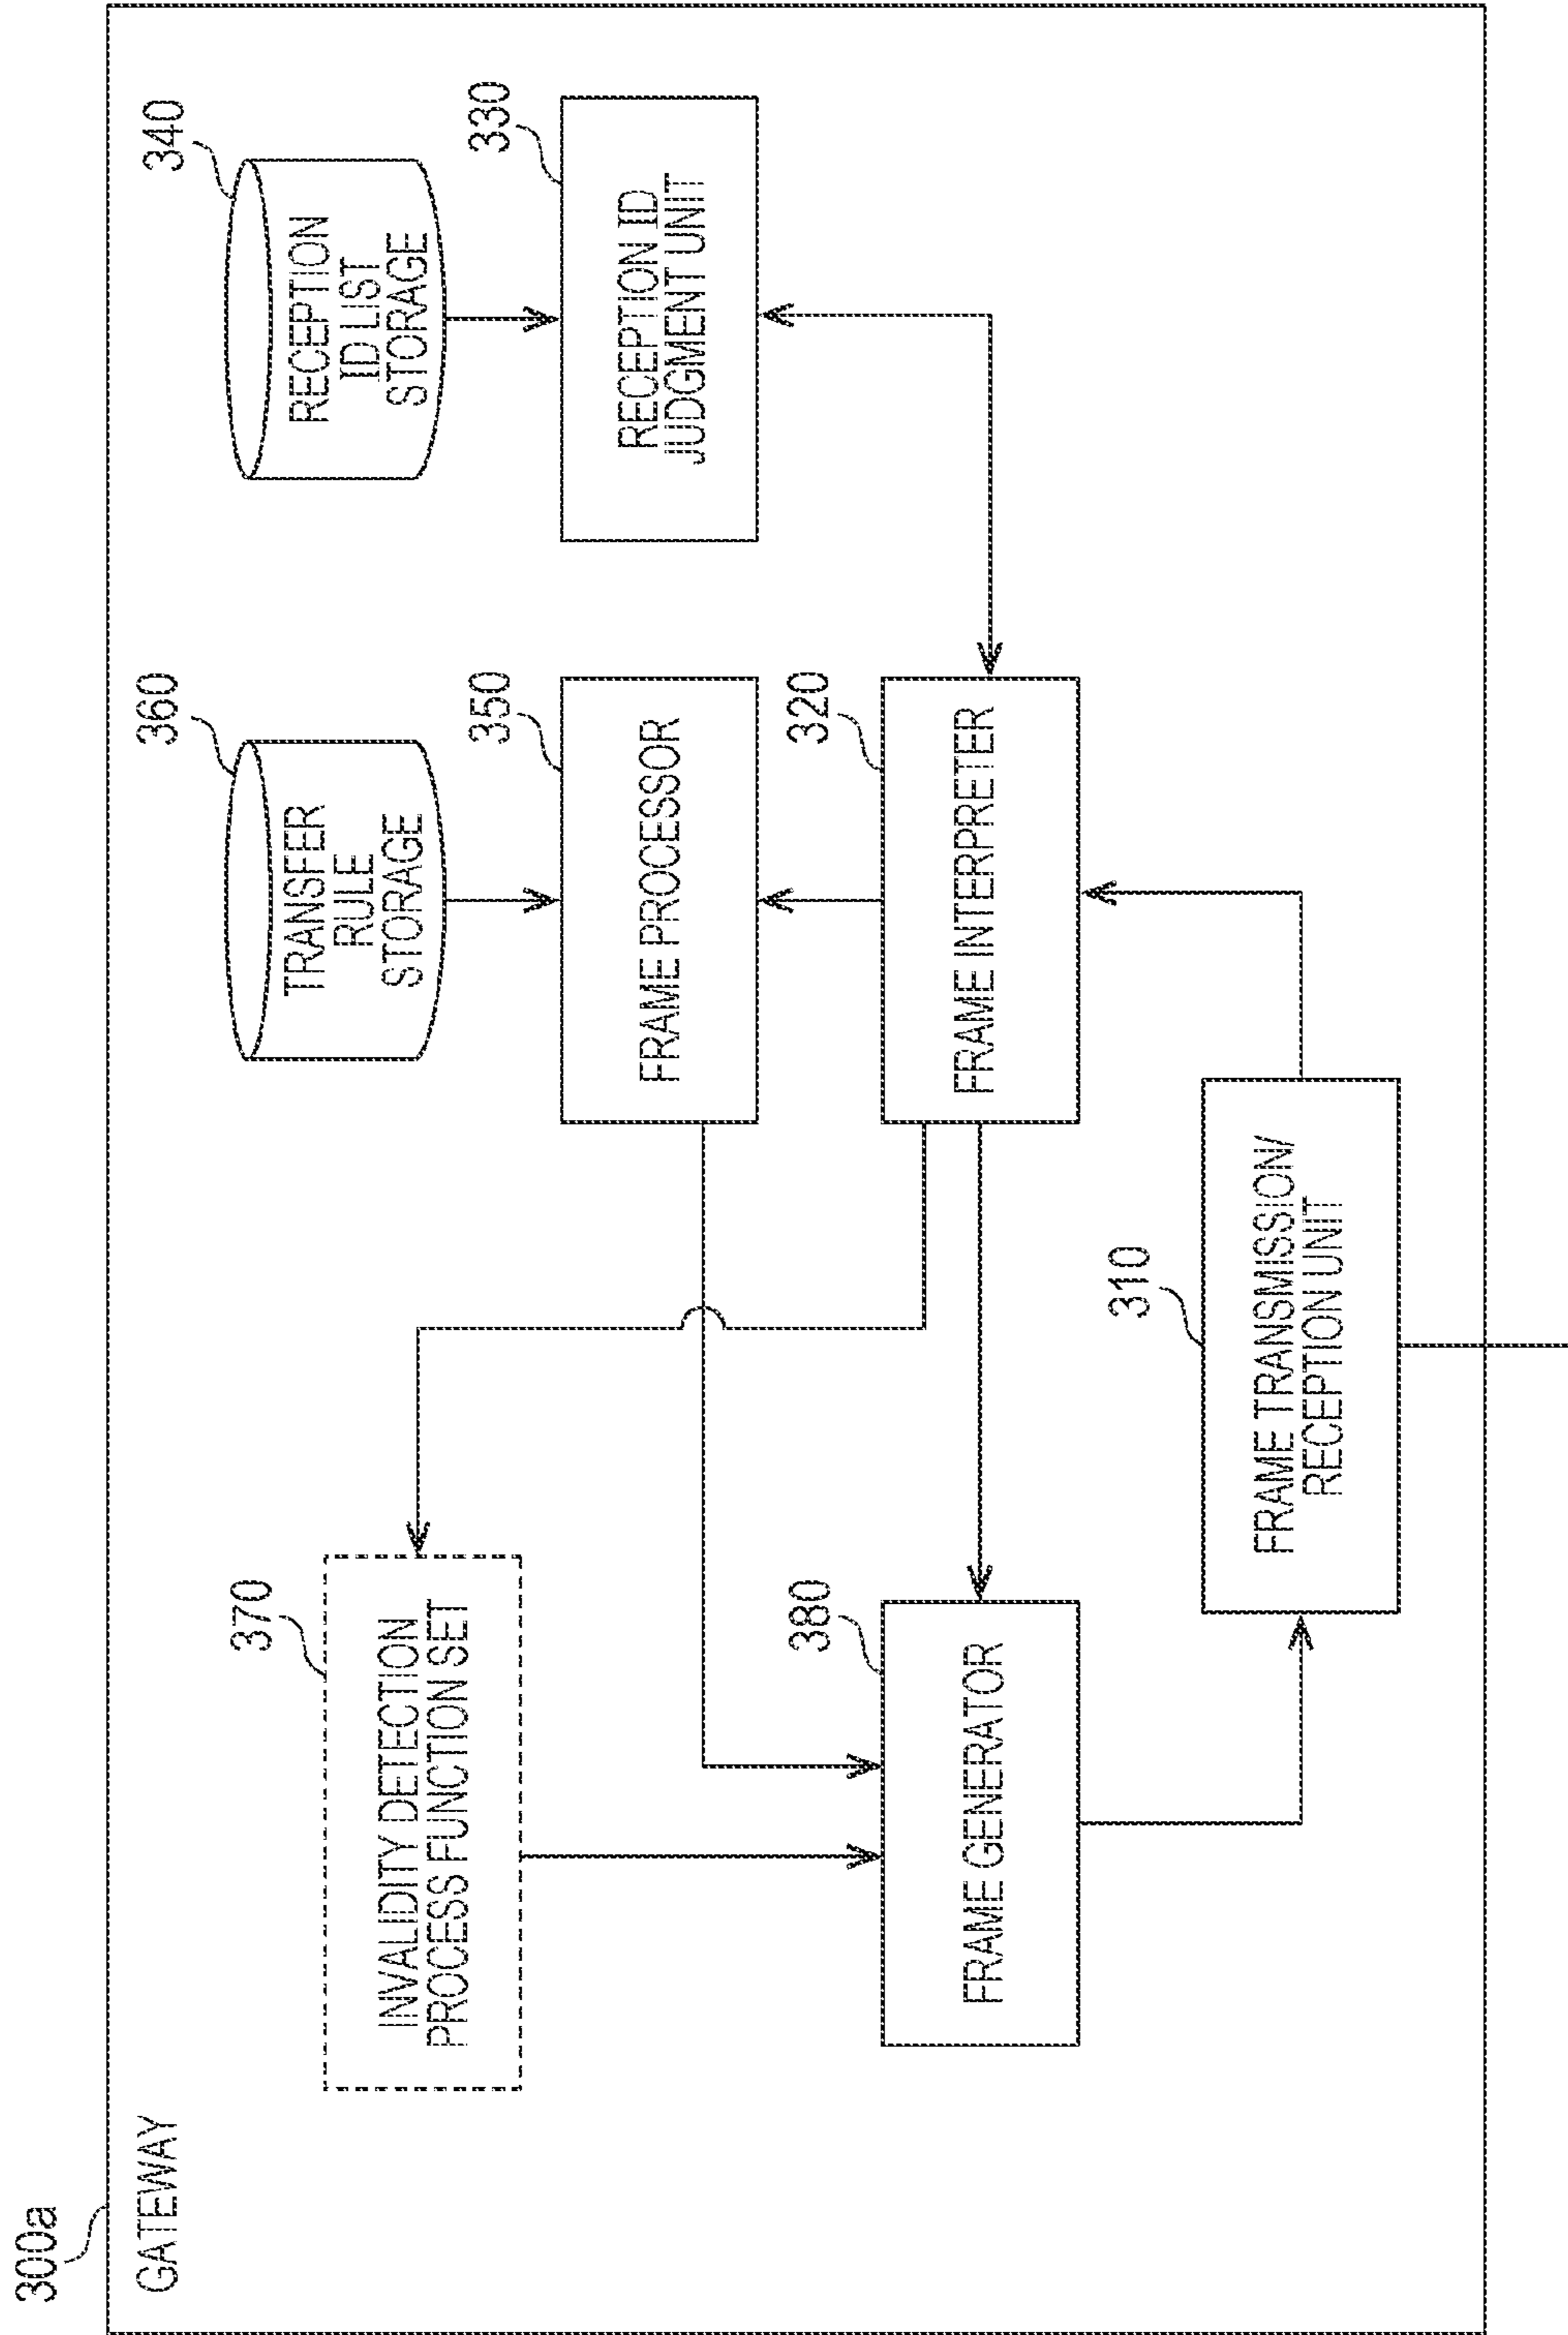 300a
GATEWAY
370
INVALIDITY DETECTION
PROCESS FUNCTION SET
360
TRANSFER
RULE
STORAGE
340
RECEPTION
ID LIST
STORAGE
350
FRAME PROCESSOR
330
RECEPTION ID
JUDGMENT UNIT
380
FRAME GENERATOR
320
FRAME INTERPRETER
310
FRAME TRANSMISSION/
RECEPTION UNIT